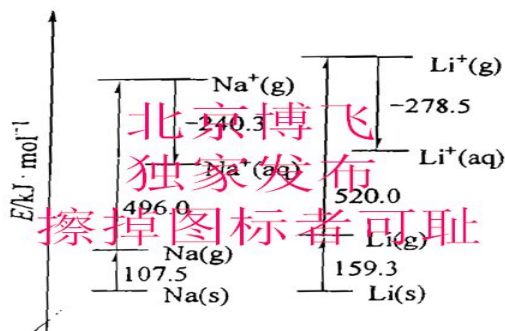 E/kJ·mol⁻¹
Na⁺(g)
Li⁺(g)
-240.3
-278.5
Na⁺(aq)
Li⁺(aq)
496.0
520.0
Na(g)
Li(g)
107.5
159.3
Na(s)
Li(s)
北京博飞
独家发布
擦掉图标者可耻